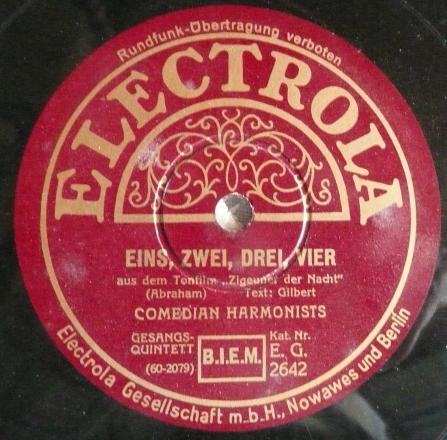 Rundfunk-Übertragung verboten
ELECTROLA
EINS, ZWEI, DREI, VIER
aus dem Tonfilm „Zigeuner der Nacht"
(Abraham) Text: Gilbert
COMEDIAN HARMONISTS
GESANGS-
QUINTETT
(60-2079)
B.I.E.M.
Kat. Nr.
E. G.
2642
Electrola Gesellschaft m.b.H., Nowawes und Berlin